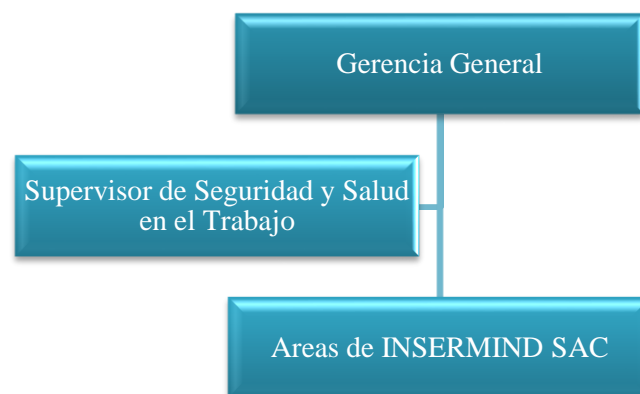 Gerencia General
Supervisor de Seguridad y Salud
en el Trabajo
Areas de INSERMIND SAC